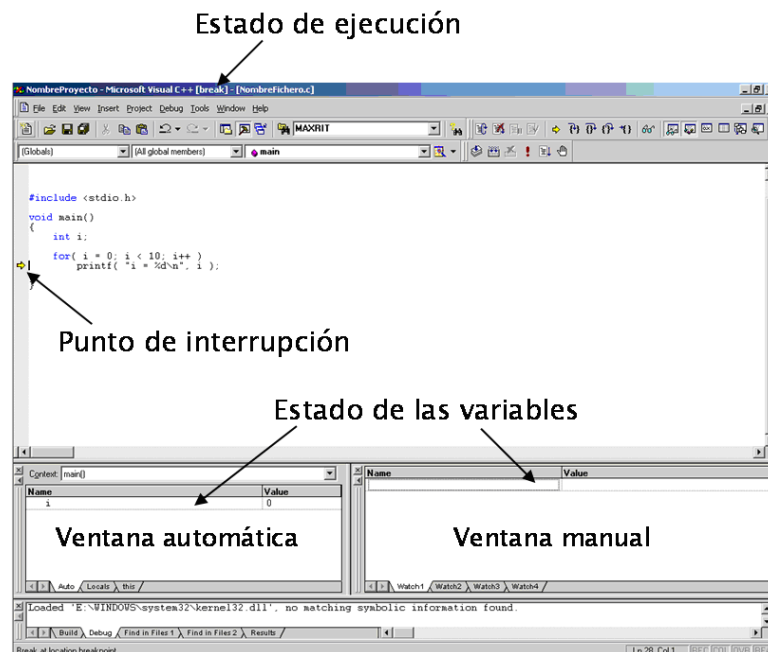 Estado de ejecución
NombreProyecto - Microsoft Visual C++ [break] - [NombreFichero.c]
File Edit View Insert Project Debug Tools Window Help
MAXRIT
(Globals) (All global members) main
#include <stdio.h>
void main()
{
int i;
for( i = 0; i < 10; i++ )
printf( "i = %d\n", i );
}
Punto de interrupción
Estado de las variables
Context: main()
Name Value
i 0
Ventana automática
Auto Locals this
Name Value
Ventana manual
Watch1 Watch2 Watch3 Watch4
Loaded 'E:\WINDOWS\system32\kernel32.dll', no matching symbolic information found.
Build Debug Find in Files 1 Find in Files 2 Results
Break at location breakpoint
Ln 28, Col 1 REC COL OVR